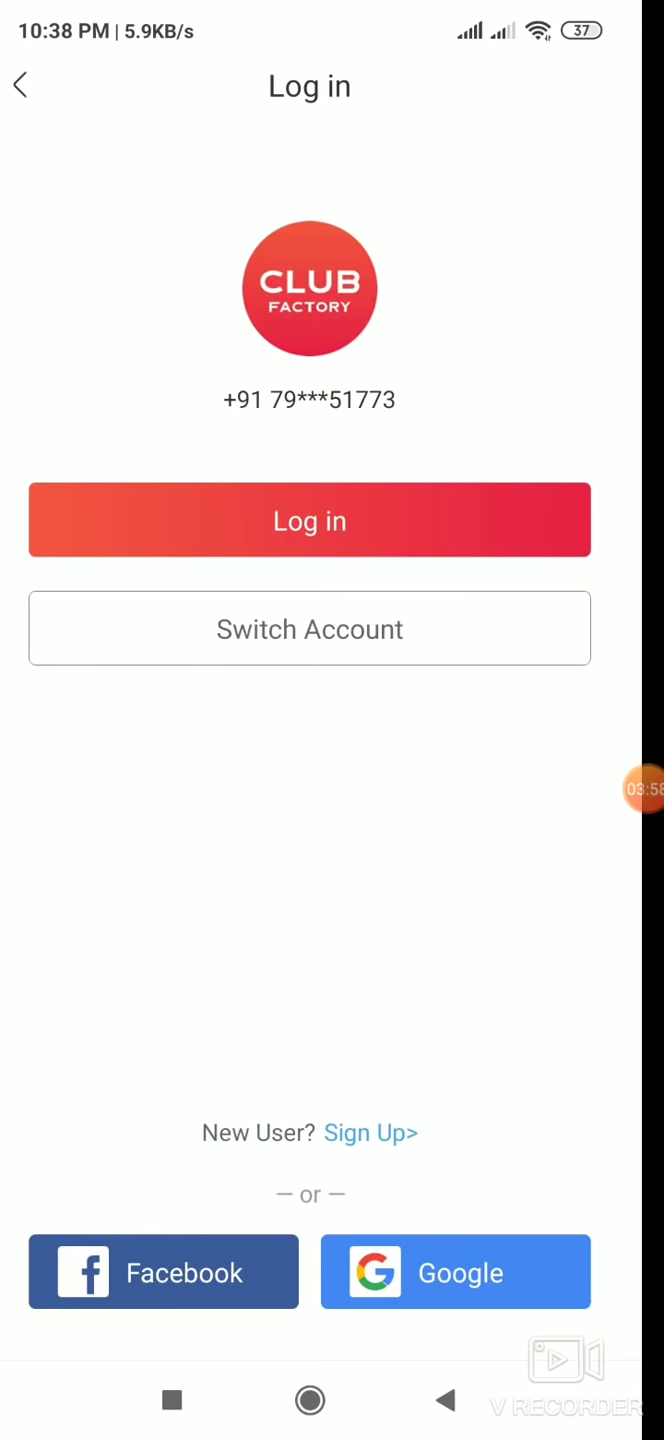 10:38 PM | 5.9KB/s
37
Log in
CLUB
FACTORY
+91 79***51773
Log in
Switch Account
03:58
New User? Sign Up>
— or —
Facebook
Google
V RECORDER